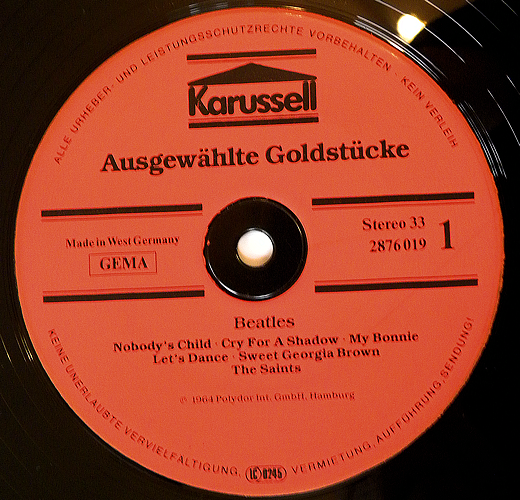 ALLE URHEBER- UND LEISTUNGSSCHUTZRECHTE VORBEHALTEN · KEIN VERLEIH
Karussell
Ausgewählte Goldstücke
Made in West Germany
GEMA
Stereo 33
2876 019
1
Beatles
Nobody's Child · Cry For A Shadow · My Bonnie
Let's Dance · Sweet Georgia Brown
The Saints
℗ 1964 Polydor Int. GmbH, Hamburg
KEINE UNERLAUBTE VERVIELFÄLTIGUNG, LC 0245 VERMIETUNG, AUFFÜHRUNG, SENDUNG!